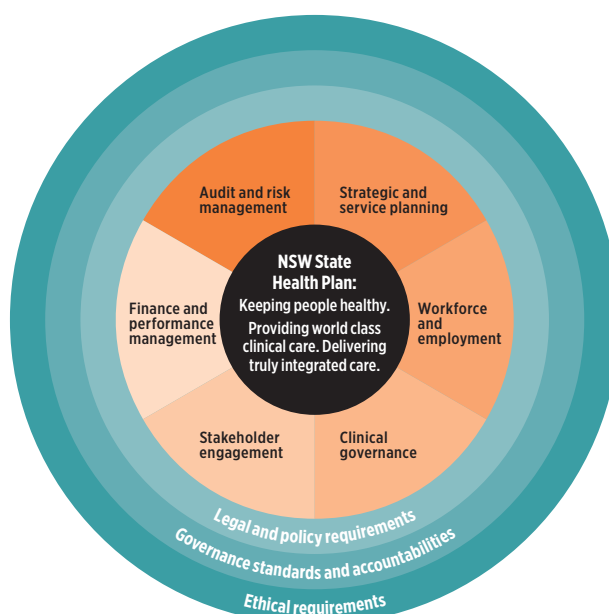 Audit and risk
management
Strategic and
service planning
NSW State
Health Plan:
Keeping people healthy.
Providing world class
clinical care. Delivering
truly integrated care.
Finance and
performance
management
Workforce
and
employment
Stakeholder
engagement
Clinical
governance
Legal and policy requirements
Governance standards and accountabilities
Ethical requirements